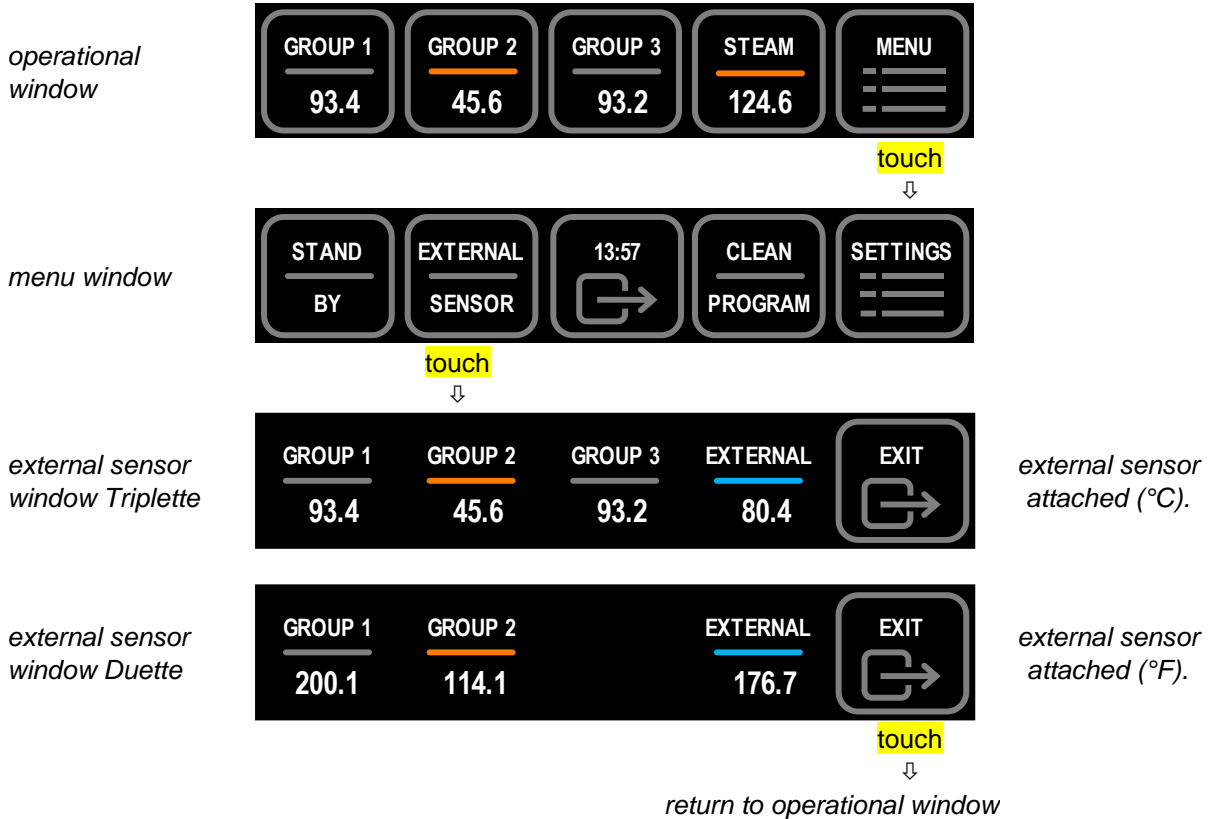 operational
window
GROUP 1 GROUP 2 GROUP 3 STEAM MENU
93.4 45.6 93.2 124.6
touch
⇩
menu window
STAND EXTERNAL 13:57 CLEAN SETTINGS
BY SENSOR PROGRAM
touch
⇩
external sensor
window Triplette
GROUP 1 GROUP 2 GROUP 3 EXTERNAL EXIT
93.4 45.6 93.2 80.4
external sensor
attached (°C).
external sensor
window Duette
GROUP 1 GROUP 2 EXTERNAL EXIT
200.1 114.1 176.7
external sensor
attached (°F).
touch
⇩
return to operational window